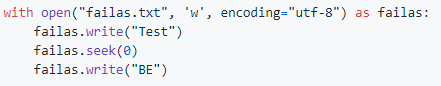 with open("failas.txt", 'w', encoding="utf-8") as failas:
    failas.write("Test")
    failas.seek(0)
    failas.write("BE")